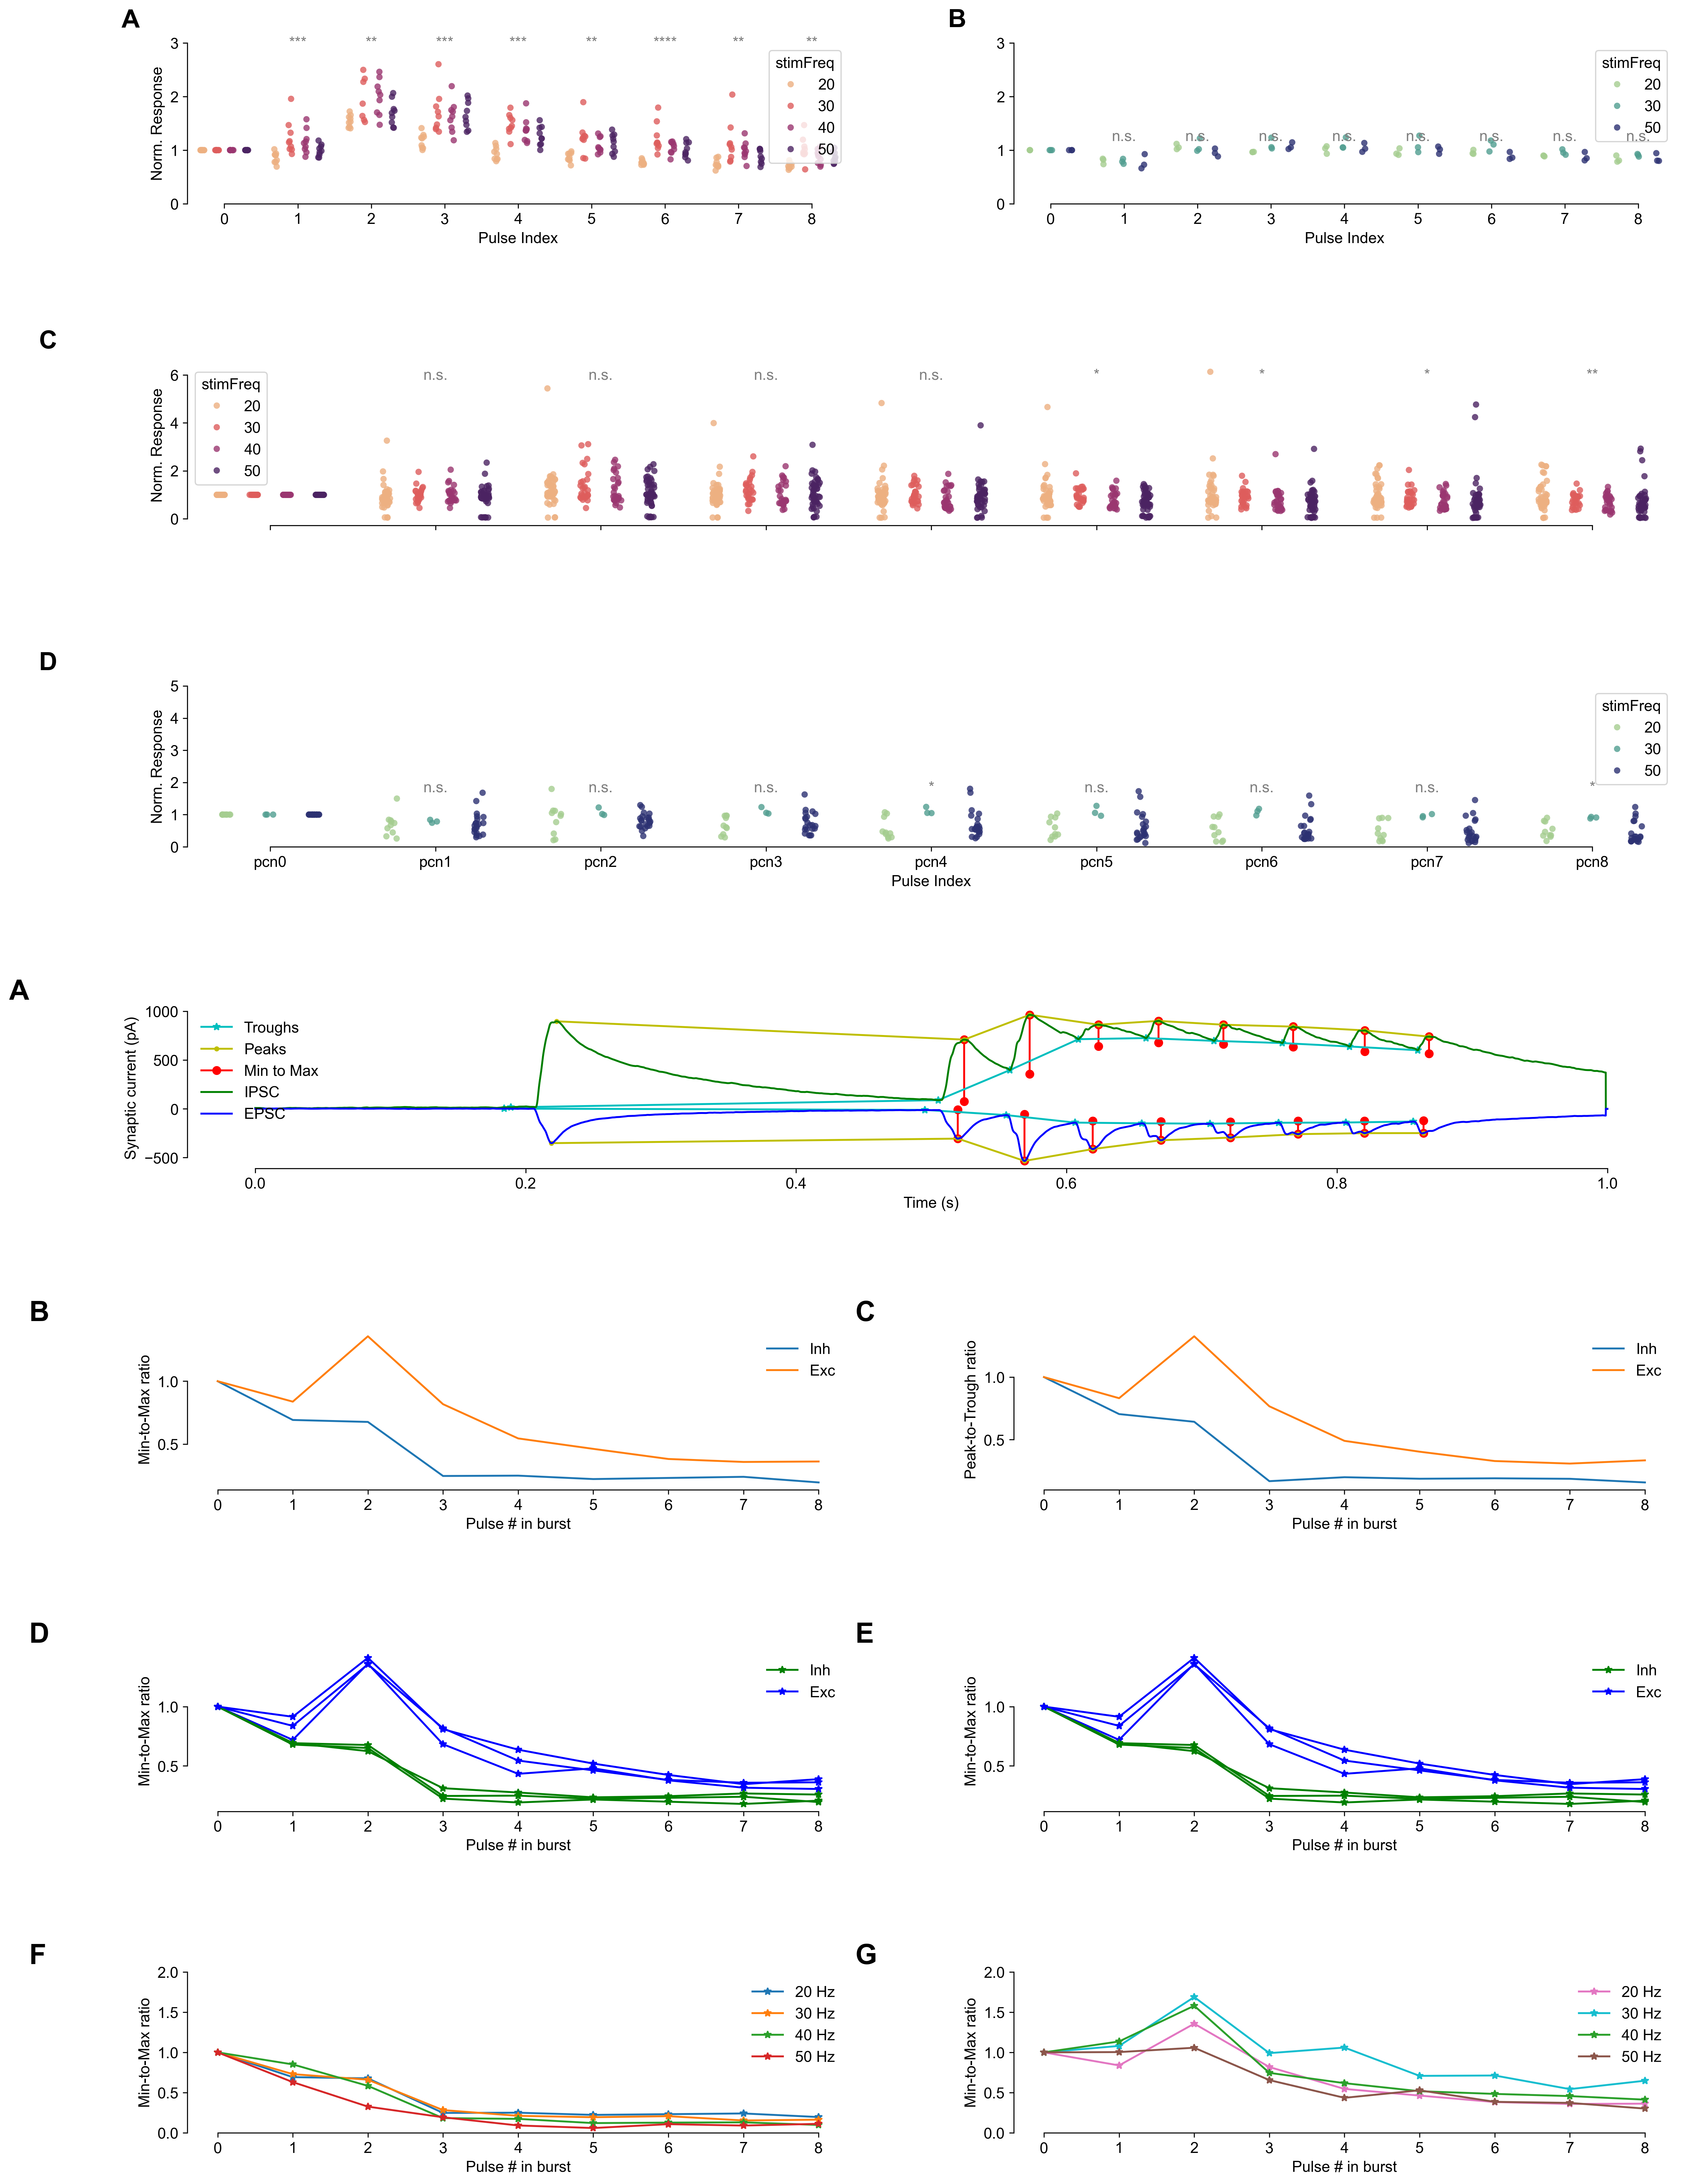 A
B
***
**
***
***
**
****
**
**
stimFreq
20
30
40
50
3
2
1
0
Norm. Response
0 1 2 3 4 5 6 7 8
Pulse Index
n.s. n.s. n.s. n.s. n.s. n.s. n.s. n.s.
stimFreq
20
30
50
3
2
1
0
Norm. Response
0 1 2 3 4 5 6 7 8
Pulse Index
C
n.s. n.s. n.s. n.s. * * * **
stimFreq
20
30
40
50
6
4
2
0
Norm. Response
D
n.s. n.s. n.s. * n.s. n.s. n.s. *
stimFreq
20
30
50
5
4
3
2
1
0
Norm. Response
pcn0 pcn1 pcn2 pcn3 pcn4 pcn5 pcn6 pcn7 pcn8
Pulse Index
A
1000
500
0
−500
Synaptic current (pA)
Troughs
Peaks
Min to Max
IPSC
EPSC
0.0 0.2 0.4 0.6 0.8 1.0
Time (s)
B
Inh
Exc
1.0
0.5
Min-to-Max ratio
0 1 2 3 4 5 6 7 8
Pulse # in burst
C
Inh
Exc
1.0
0.5
Peak-to-Trough ratio
0 1 2 3 4 5 6 7 8
Pulse # in burst
D
Inh
Exc
1.0
0.5
Min-to-Max ratio
0 1 2 3 4 5 6 7 8
Pulse # in burst
E
Inh
Exc
1.0
0.5
Min-to-Max ratio
0 1 2 3 4 5 6 7 8
Pulse # in burst
F
20 Hz
30 Hz
40 Hz
50 Hz
2.0
1.5
1.0
0.5
0.0
Min-to-Max ratio
0 1 2 3 4 5 6 7 8
Pulse # in burst
G
20 Hz
30 Hz
40 Hz
50 Hz
2.0
1.5
1.0
0.5
0.0
Min-to-Max ratio
0 1 2 3 4 5 6 7 8
Pulse # in burst